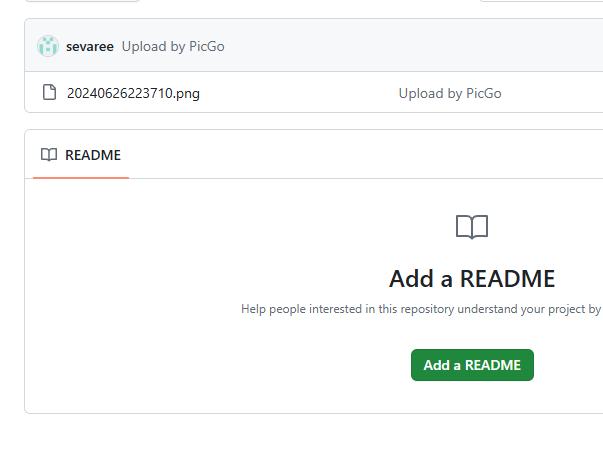 sevaree Upload by PicGo
20240626223710.png Upload by PicGo
README
Add a README
Help people interested in this repository understand your project by
Add a README